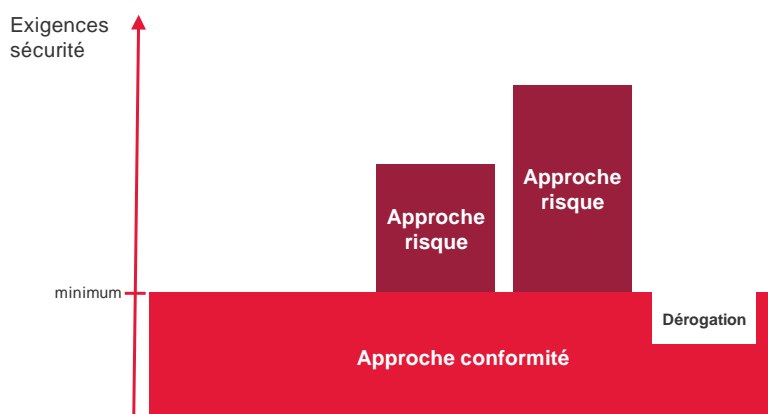 Exigences
sécurité
Approche
risque
Approche
risque
minimum
Dérogation
Approche conformité